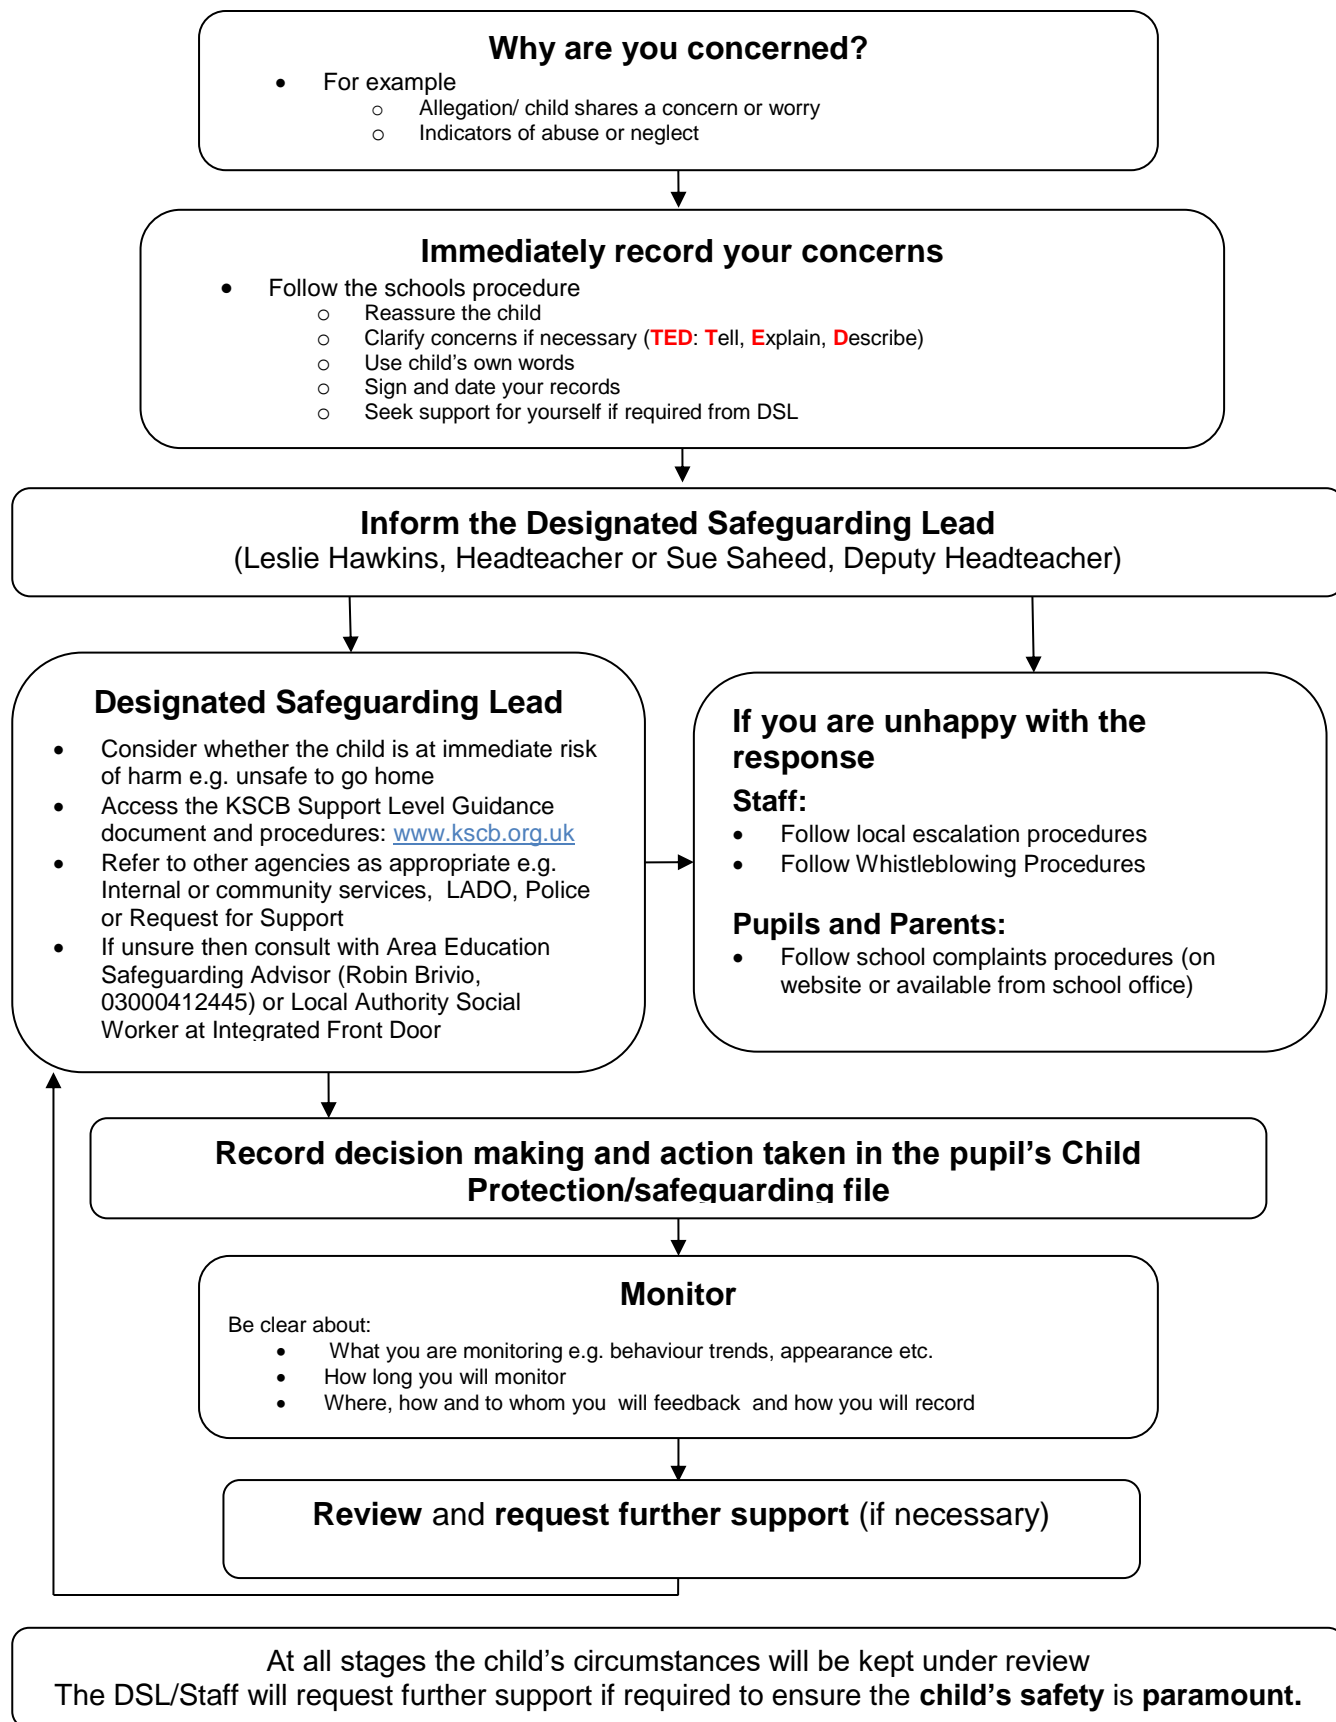 Why are you concerned?
• For example
o Allegation/ child shares a concern or worry
o Indicators of abuse or neglect
Immediately record your concerns
• Follow the schools procedure
o Reassure the child
o Clarify concerns if necessary (TED: Tell, Explain, Describe)
o Use child’s own words
o Sign and date your records
o Seek support for yourself if required from DSL
Inform the Designated Safeguarding Lead
(Leslie Hawkins, Headteacher or Sue Saheed, Deputy Headteacher)
Designated Safeguarding Lead
• Consider whether the child is at immediate risk
of harm e.g. unsafe to go home
• Access the KSCB Support Level Guidance
document and procedures: www.kscb.org.uk
• Refer to other agencies as appropriate e.g.
Internal or community services, LADO, Police
or Request for Support
• If unsure then consult with Area Education
Safeguarding Advisor (Robin Brivio,
03000412445) or Local Authority Social
Worker at Integrated Front Door
If you are unhappy with the
response
Staff:
• Follow local escalation procedures
• Follow Whistleblowing Procedures
Pupils and Parents:
• Follow school complaints procedures (on
website or available from school office)
Record decision making and action taken in the pupil’s Child
Protection/safeguarding file
Monitor
Be clear about:
• What you are monitoring e.g. behaviour trends, appearance etc.
• How long you will monitor
• Where, how and to whom you will feedback and how you will record
Review and request further support (if necessary)
At all stages the child’s circumstances will be kept under review
The DSL/Staff will request further support if required to ensure the child’s safety is paramount.